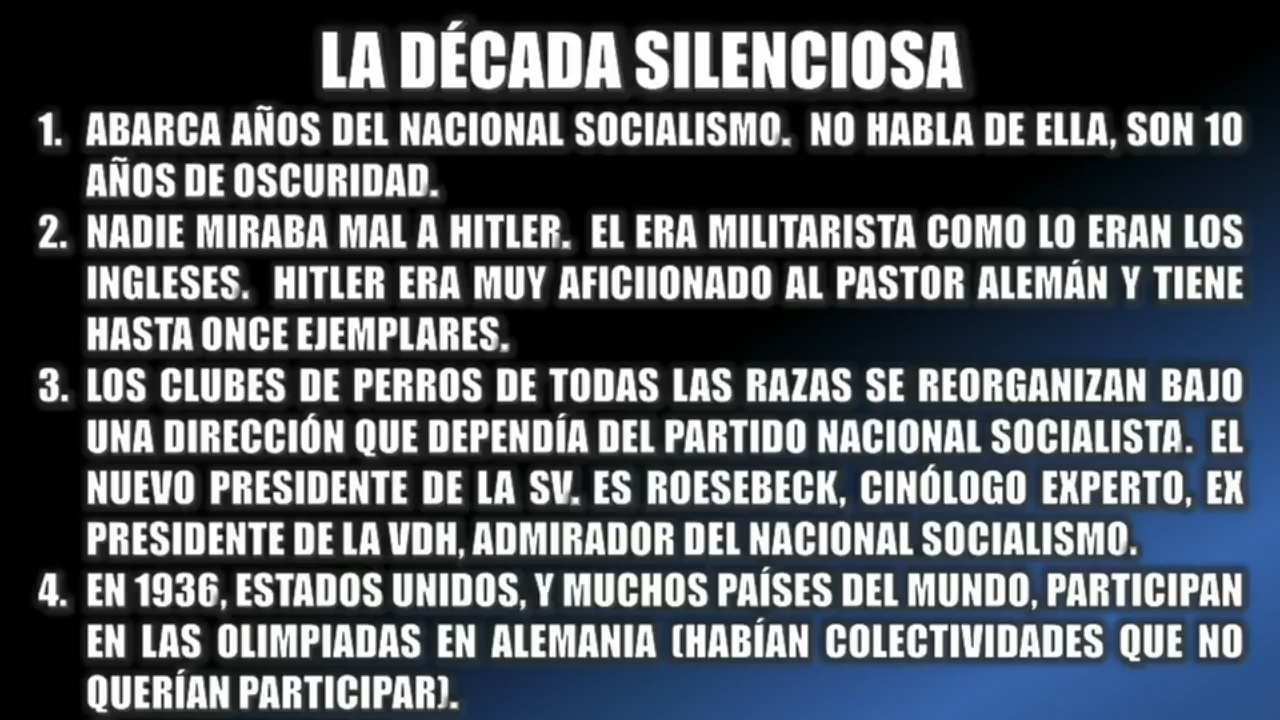 LA DÉCADA SILENCIOSA
1. ABARCA AÑOS DEL NACIONAL SOCIALISMO. NO HABLA DE ELLA, SON 10
AÑOS DE OSCURIDAD.
2. NADIE MIRABA MAL A HITLER. EL ERA MILITARISTA COMO LO ERAN LOS
INGLESES. HITLER ERA MUY AFICIIONADO AL PASTOR ALEMÁN Y TIENE
HASTA ONCE EJEMPLARES.
3. LOS CLUBES DE PERROS DE TODAS LAS RAZAS SE REORGANIZAN BAJO
UNA DIRECCIÓN QUE DEPENDÍA DEL PARTIDO NACIONAL SOCIALISTA. EL
NUEVO PRESIDENTE DE LA SV. ES ROESEBECK, CINÓLOGO EXPERTO, EX
PRESIDENTE DE LA VDH, ADMIRADOR DEL NACIONAL SOCIALISMO.
4. EN 1936, ESTADOS UNIDOS, Y MUCHOS PAÍSES DEL MUNDO, PARTICIPAN
EN LAS OLIMPIADAS EN ALEMANIA (HABÍAN COLECTIVIDADES QUE NO
QUERÍAN PARTICIPAR).